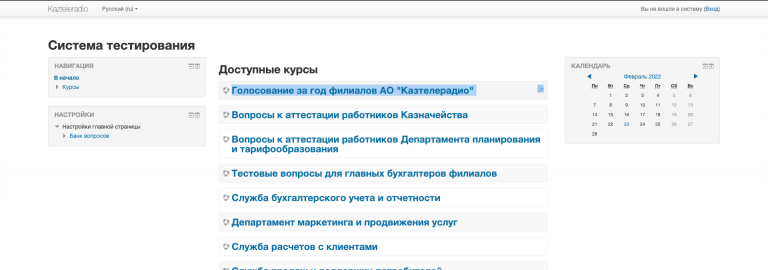 Kazteleradio
Русский (ru)
Вы не вошли в систему (Вход)
Система тестирования
НАВИГАЦИЯ
В начало
Курсы
НАСТРОЙКИ
Настройки главной страницы
Банк вопросов
Доступные курсы
Голосование за год филиалов АО "Казтелерадио"
Вопросы к аттестации работников Казначейства
Вопросы к аттестации работников Департамента планирования
и тарифообразования
Тестовые вопросы для главных бухгалтеров филиалов
Служба бухгалтерского учета и отчетности
Департамент маркетинга и продвижения услуг
Служба расчетов с клиентами
КАЛЕНДАРЬ
Февраль 2022
Пн Вт Ср Чт Пт Сб Вс
1 2 3 4 5 6
7 8 9 10 11 12 13
14 15 16 17 18 19 20
21 22 23 24 25 26 27
28